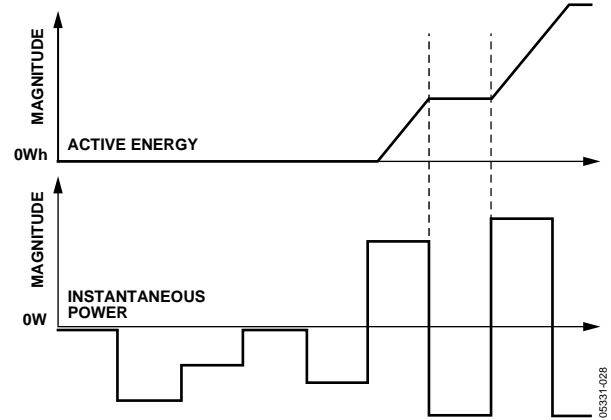 MAGNITUDE
ACTIVE ENERGY
0Wh
MAGNITUDE
INSTANTANEOUS
POWER
0W
05331-028